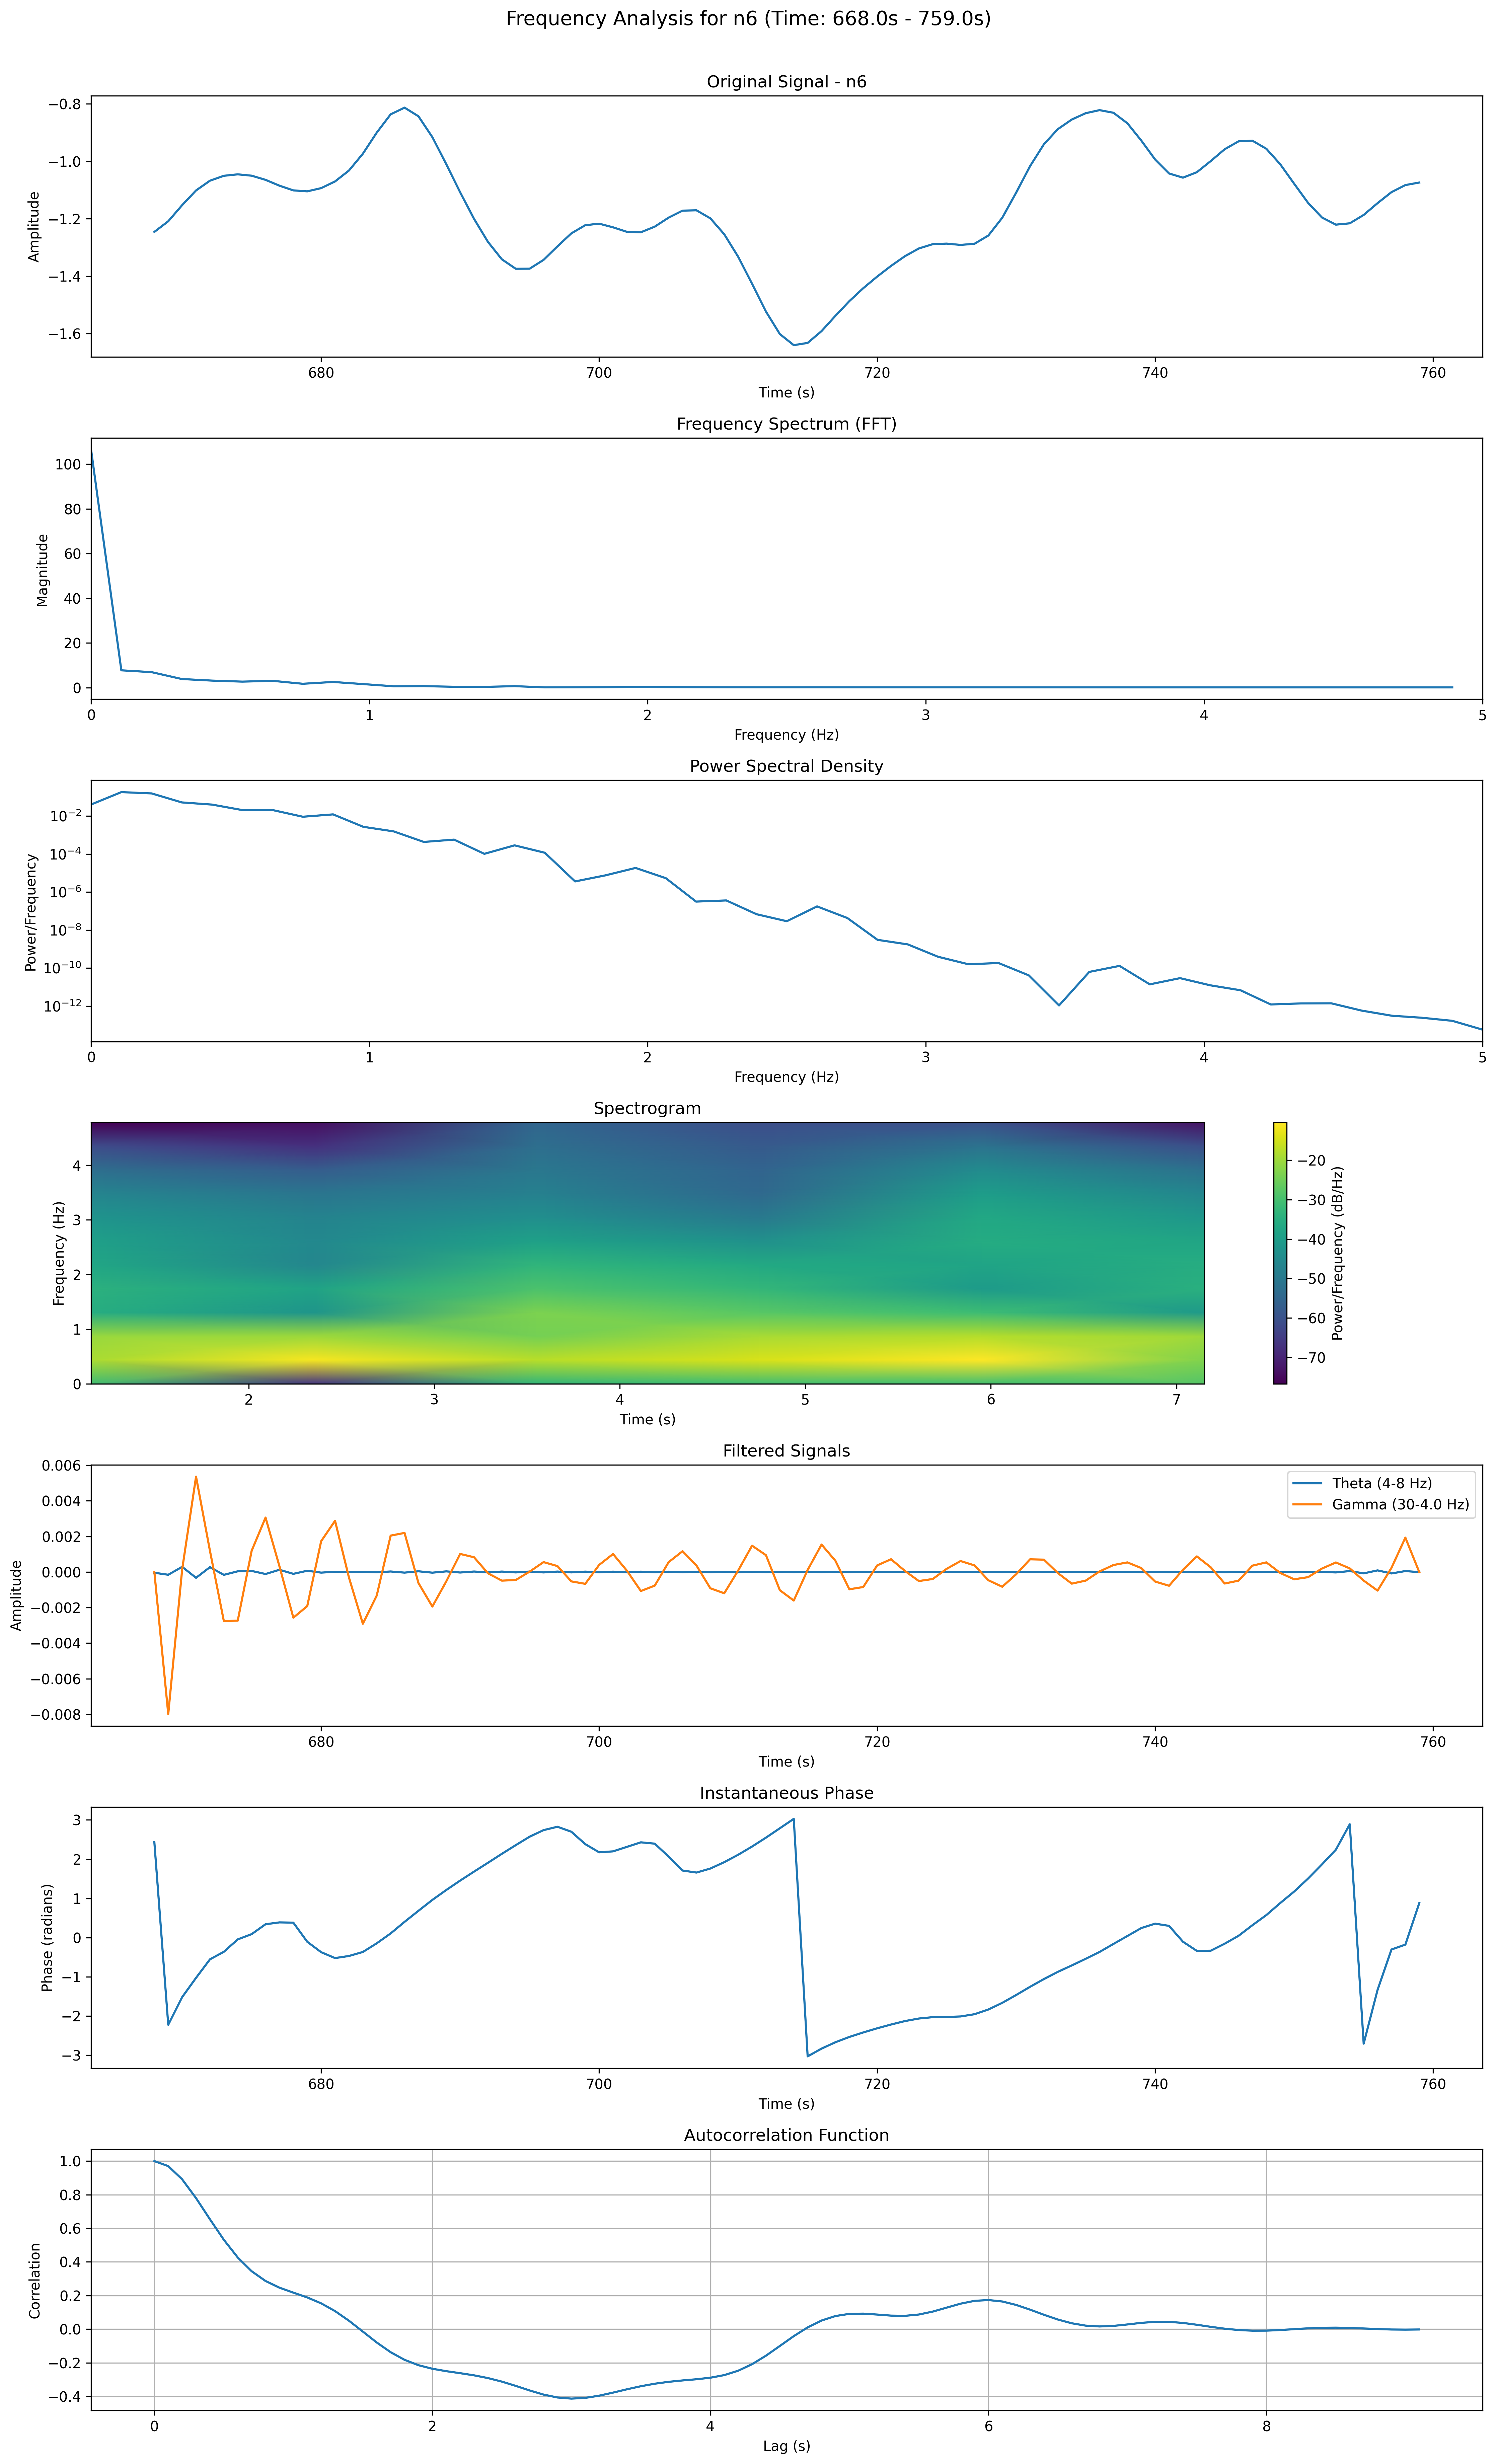 Frequency Analysis for n6 (Time: 668.0s - 759.0s)
Original Signal - n6
−0.8
−1.0
−1.2
−1.4
−1.6
Amplitude
680 700 720 740 760
Time (s)
Frequency Spectrum (FFT)
100
80
60
40
20
0
Magnitude
0 1 2 3 4 5
Frequency (Hz)
Power Spectral Density
10⁻²
10⁻⁴
10⁻⁶
10⁻⁸
10⁻¹⁰
10⁻¹²
Power/Frequency
0 1 2 3 4 5
Frequency (Hz)
Spectrogram
4
3
2
1
0
Frequency (Hz)
2 3 4 5 6 7
Time (s)
−20
−30
−40
−50
−60
−70
Power/Frequency (dB/Hz)
Filtered Signals
0.006
0.004
0.002
0.000
−0.002
−0.004
−0.006
−0.008
Amplitude
Theta (4-8 Hz)
Gamma (30-4.0 Hz)
680 700 720 740 760
Time (s)
Instantaneous Phase
3
2
1
0
−1
−2
−3
Phase (radians)
680 700 720 740 760
Time (s)
Autocorrelation Function
1.0
0.8
0.6
0.4
0.2
0.0
−0.2
−0.4
Correlation
0 2 4 6 8
Lag (s)